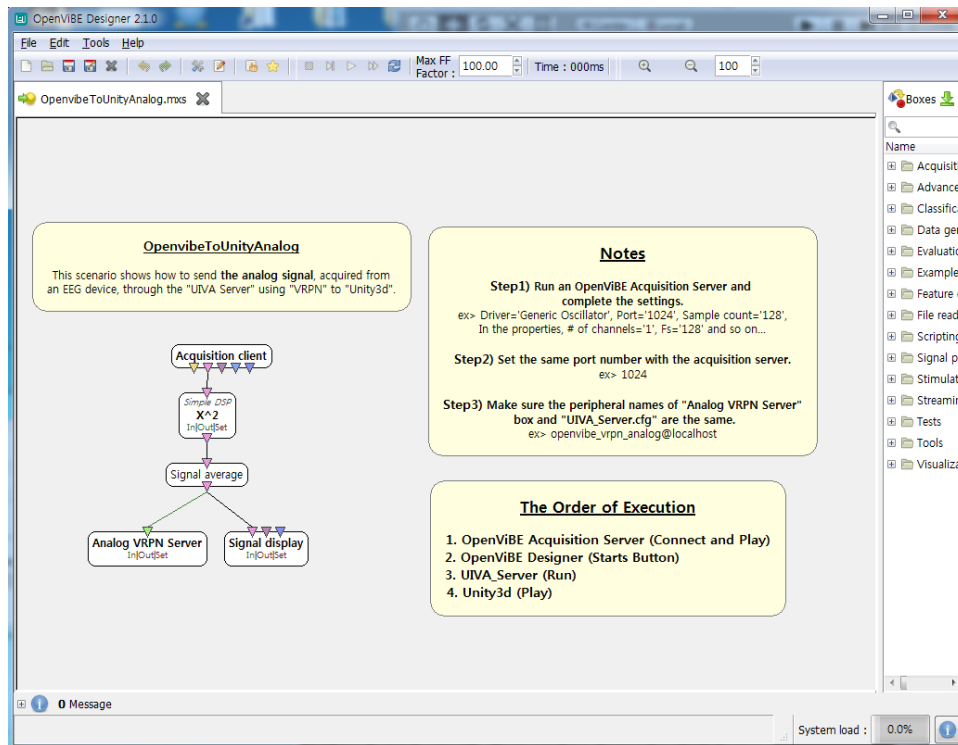 OpenViBE Designer 2.1.0
File Edit Tools Help
Max FF Factor : 100.00 Time : 000ms 100
OpenvibeToUnityAnalog.mxs
OpenvibeToUnityAnalog
This scenario shows how to send the analog signal, acquired from
an EEG device, through the "UIVA Server" using "VRPN" to "Unity3d".
Acquisition client
Simple DSP
X^2
In|Out|Set
Signal average
Analog VRPN Server
In|Out|Set
Signal display
In|Out|Set
Notes
Step1) Run an OpenViBE Acquisition Server and
complete the settings.
ex> Driver='Generic Oscillator', Port='1024', Sample count='128',
In the properties, # of channels='1', Fs='128' and so on...
Step2) Set the same port number with the acquisition server.
ex> 1024
Step3) Make sure the peripheral names of "Analog VRPN Server"
box and "UIVA_Server.cfg" are the same.
ex> openvibe_vrpn_analog@localhost
The Order of Execution
1. OpenViBE Acquisition Server (Connect and Play)
2. OpenViBE Designer (Starts Button)
3. UIVA_Server (Run)
4. Unity3d (Play)
Boxes
Name
Acquisiti
Advance
Classifica
Data ger
Evaluatio
Example
Feature
File read
Scripting
Signal p
Stimulat
Streamin
Tests
Tools
Visualiza
0 Message
System load : 0.0%